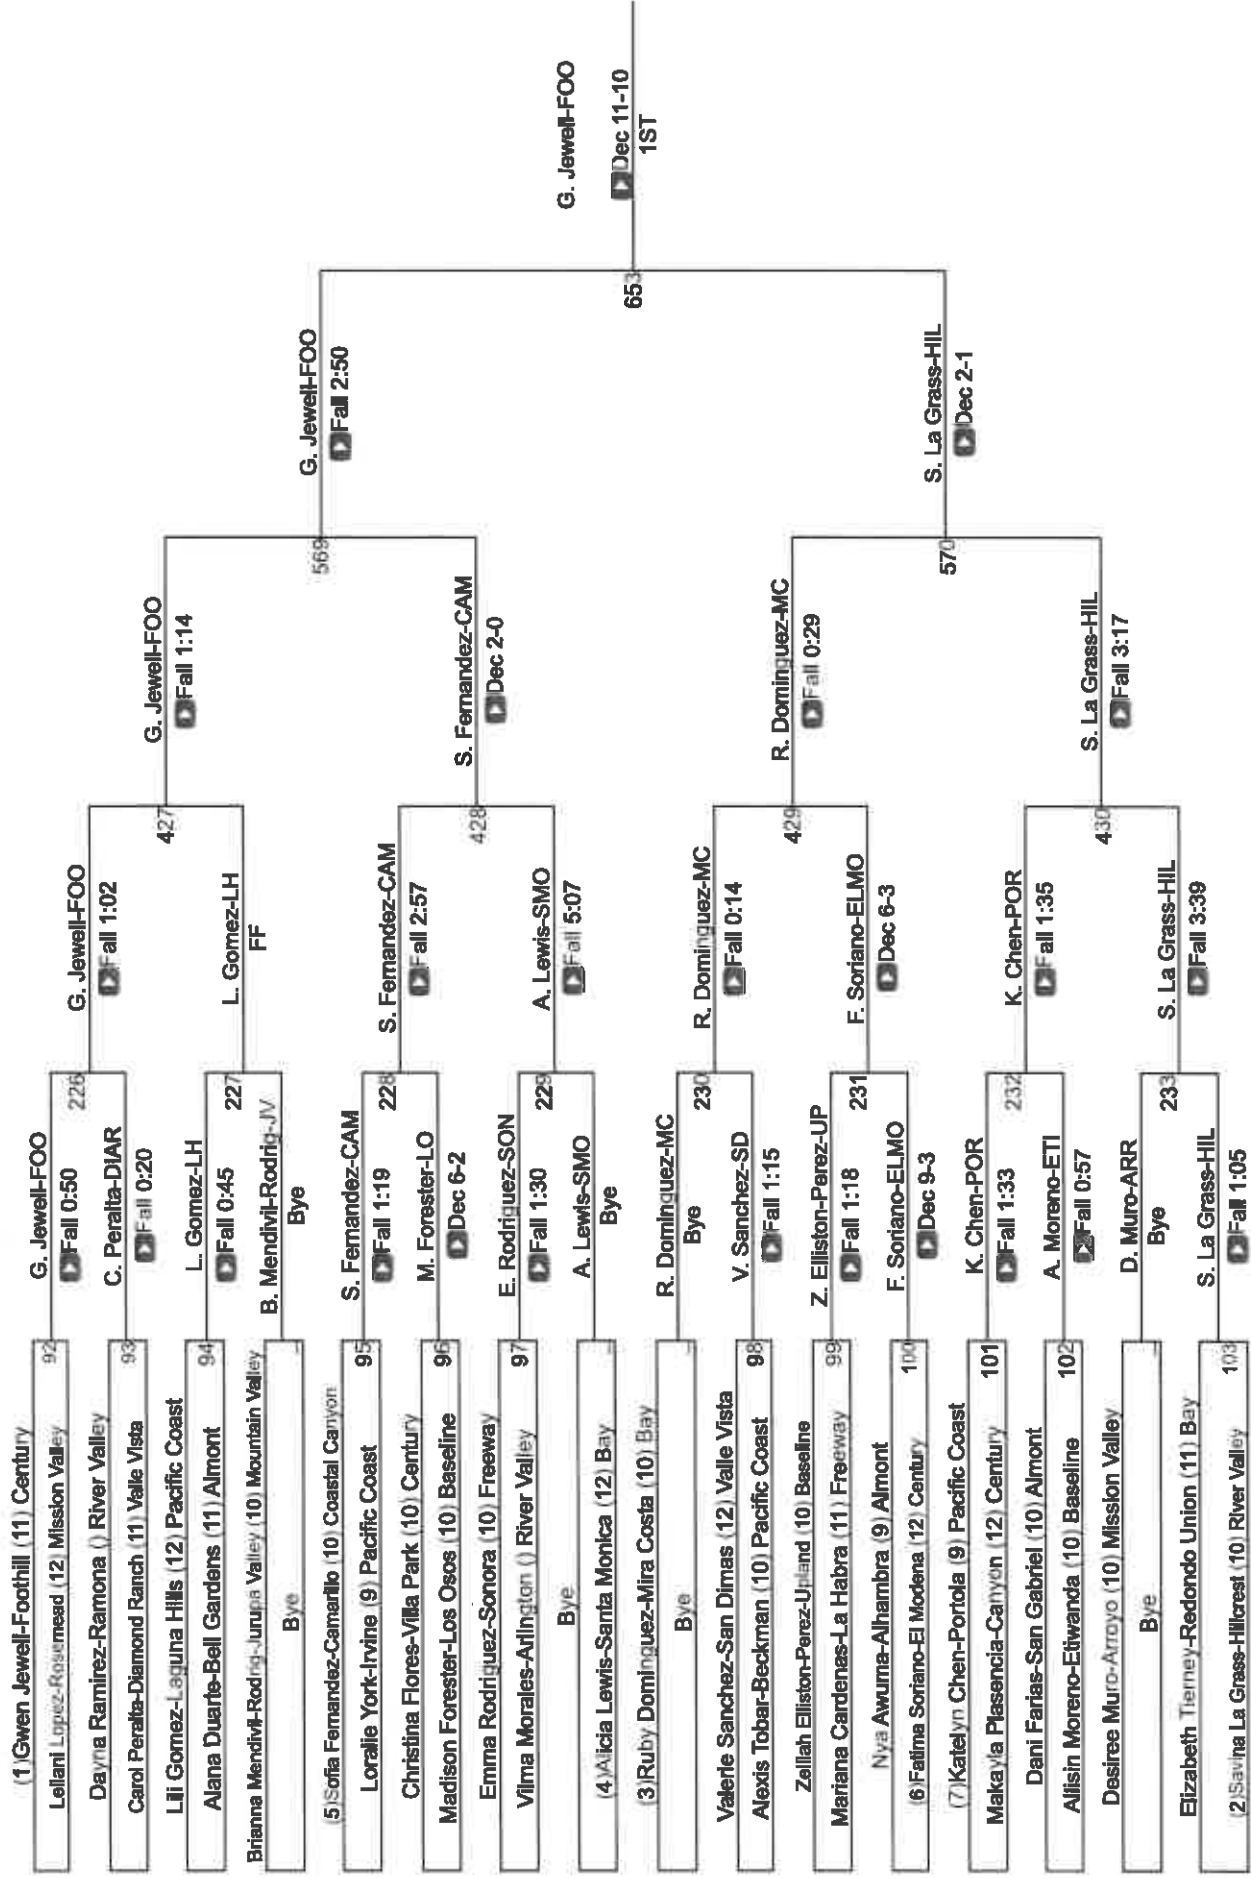 (1)Gwen Jewell-Foothill (11) Century
92
Leilani Lopez-Rosemead (12 Mission Valley
Dayna Ramirez-Ramona () River Valley
93
Carol Peralta-Diamond Ranch (11) Valle Vista
Lili Gomez-Laguna Hills (12) Pacific Coast
94
Alana Duarte-Bell Gardens (11) Almont
Brianna Mendivil-Rodrig-Jurupa Valley (10) Mountain Valley
Bye
(5)Sofia Fernandez-Camarillo (10) Coastal Canyon
95
Loralie York-Irvine (9) Pacific Coast
Christina Flores-Villa Park (10) Century
96
Madison Forester-Los Osos (10) Baseline
Emma Rodriguez-Sonora (10) Freeway
97
Vilma Morales-Arlington () River Valley
Bye
(4)Alicia Lewis-Santa Monica (12) Bay
(3)Ruby Dominguez-Mira Costa (10) Bay
Bye
Valerie Sanchez-San Dimas (12) Valle Vista
98
Alexis Tobar-Beckman (10) Pacific Coast
Zeliah Elliston-Perez-Upland (10) Baseline
99
Mariana Cardenas-La Habra (11) Freeway
Nya Awuma-Alhambra (9) Almont
100
(6)Fatima Soriano-El Modena (12) Century
(7)Katelyn Chen-Portola (9) Pacific Coast
101
Makayla Plasencia-Canyon (12) Century
Dani Farias-San Gabriel (10) Almont
102
Allisin Moreno-Etiwanda (10) Baseline
Desiree Muro-Arroyo (10) Mission Valley
Bye
Elizabeth Tierney-Redondo Union (11) Bay
103
(2)Savina La Grass-Hillcrest (10) River Valley
G. Jewell-FOO
Fall 0:50
226
C. Peralta-DIAR
Fall 0:20
L. Gomez-LH
Fall 0:45
227
B. Mendivil-Rodrig-JV
Bye
S. Fernandez-CAM
Fall 1:19
228
M. Forester-LO
Dec 6-2
E. Rodriguez-SON
Fall 1:30
229
A. Lewis-SMO
Bye
R. Dominguez-MC
Bye
230
V. Sanchez-SD
Fall 1:15
Z. Elliston-Perez-UP
Fall 1:18
231
F. Soriano-ELMO
Dec 9-3
K. Chen-POR
Fall 1:33
232
A. Moreno-ETI
Fall 0:57
D. Muro-ARR
Bye
233
S. La Grass-HIL
Fall 1:05
G. Jewell-FOO
Fall 1:02
427
L. Gomez-LH
FF
S. Fernandez-CAM
Fall 2:57
428
A. Lewis-SMO
Fall 5:07
R. Dominguez-MC
Fall 0:14
429
F. Soriano-ELMO
Dec 6-3
K. Chen-POR
Fall 1:35
430
S. La Grass-HIL
Fall 3:39
G. Jewell-FOO
Fall 1:14
569
S. Fernandez-CAM
Dec 2-0
R. Dominguez-MC
Fall 0:29
570
S. La Grass-HIL
Fall 3:17
G. Jewell-FOO
Fall 2:50
653
S. La Grass-HIL
Dec 2-1
G. Jewell-FOO
Dec 11-10
1ST